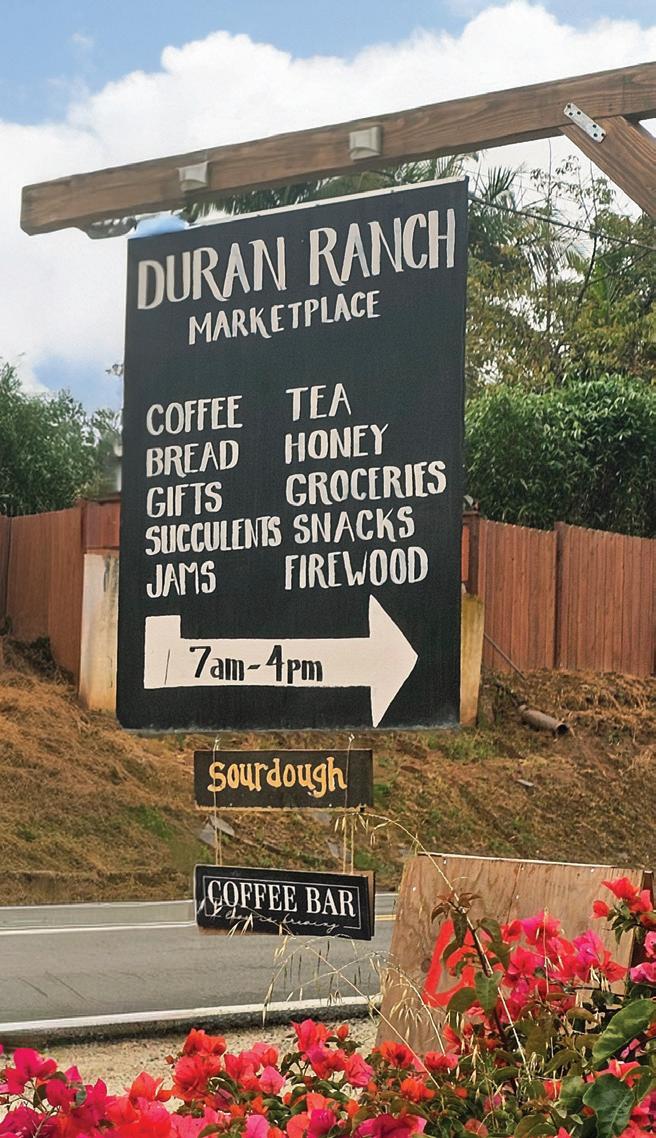 DURAN RANCH
MARKETPLACE
COFFEE TEA
BREAD HONEY
GIFTS GROCERIES
SUCCULENTS SNACKS
JAMS FIREWOOD
7am-4pm
Sourdough
COFFEE BAR